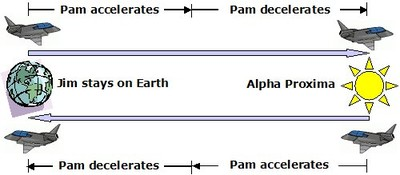 Pam accelerates Pam decelerates
Jim stays on Earth Alpha Proxima
Pam decelerates Pam accelerates